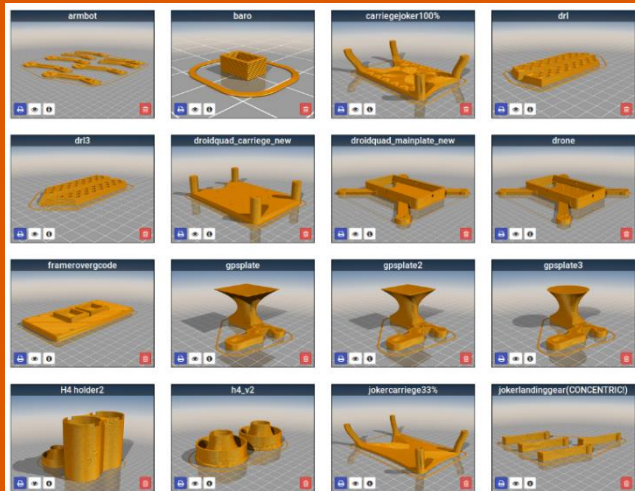 armbot
baro
carriegejoker100%
drl
drl3
droidquad_carriege_new
droidquad_mainplate_new
drone
framerovergcode
gpsplate
gpsplate2
gpsplate3
H4 holder2
h4_v2
jokercarriege33%
jokerlandinggear(CONCENTRIC!)